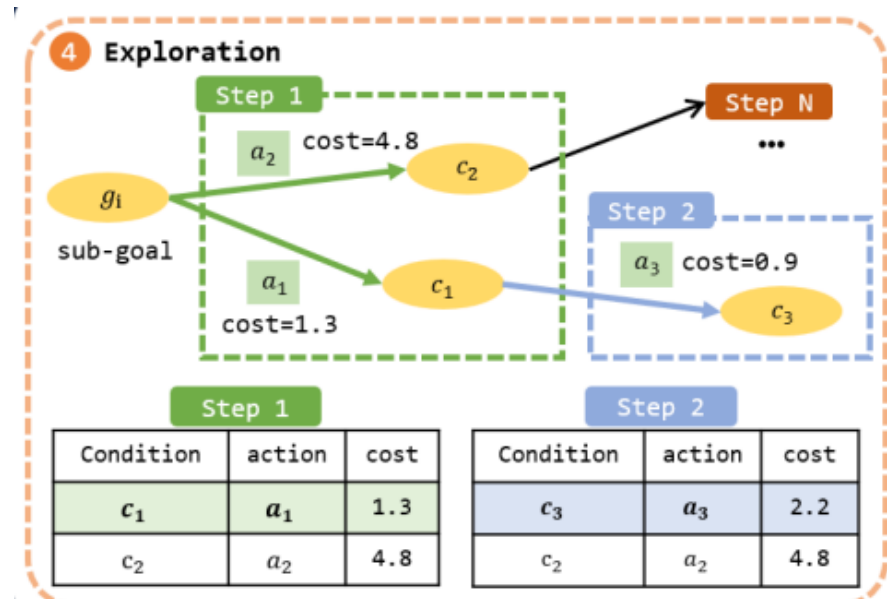 4 Exploration
Step 1
Step N
a₂ cost=4.8
c₂
...
gᵢ
Step 2
sub-goal
a₃ cost=0.9
a₁
c₁
c₃
cost=1.3
Step 1
Condition action cost
c₁ a₁ 1.3
c₂ a₂ 4.8
Step 2
Condition action cost
c₃ a₃ 2.2
c₂ a₂ 4.8